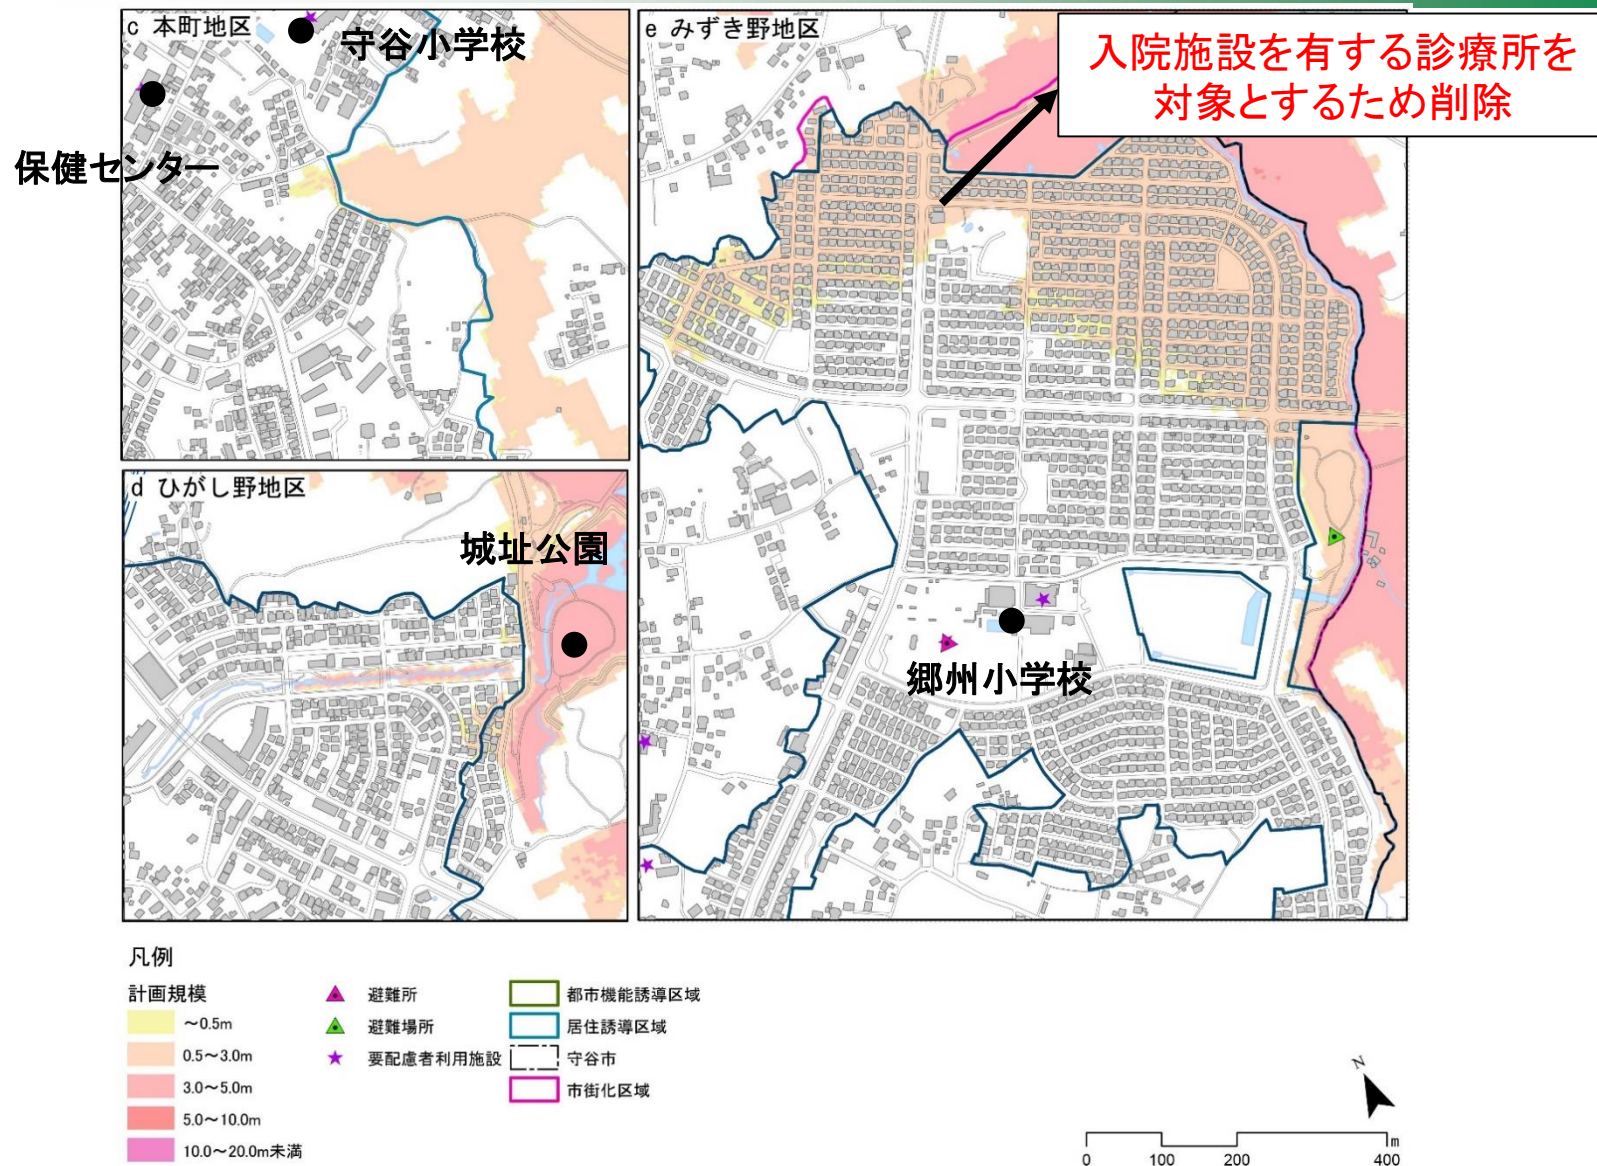 c 本町地区
守谷小学校
保健センター
e みずき野地区
入院施設を有する診療所を
対象とするため削除
d ひがし野地区
城址公園
郷州小学校
凡例
計画規模
～0.5m
0.5～3.0m
3.0～5.0m
5.0～10.0m
10.0～20.0m未満
避難所
避難場所
要配慮者利用施設
都市機能誘導区域
居住誘導区域
守谷市
市街化区域
N
0 100 200 400 m